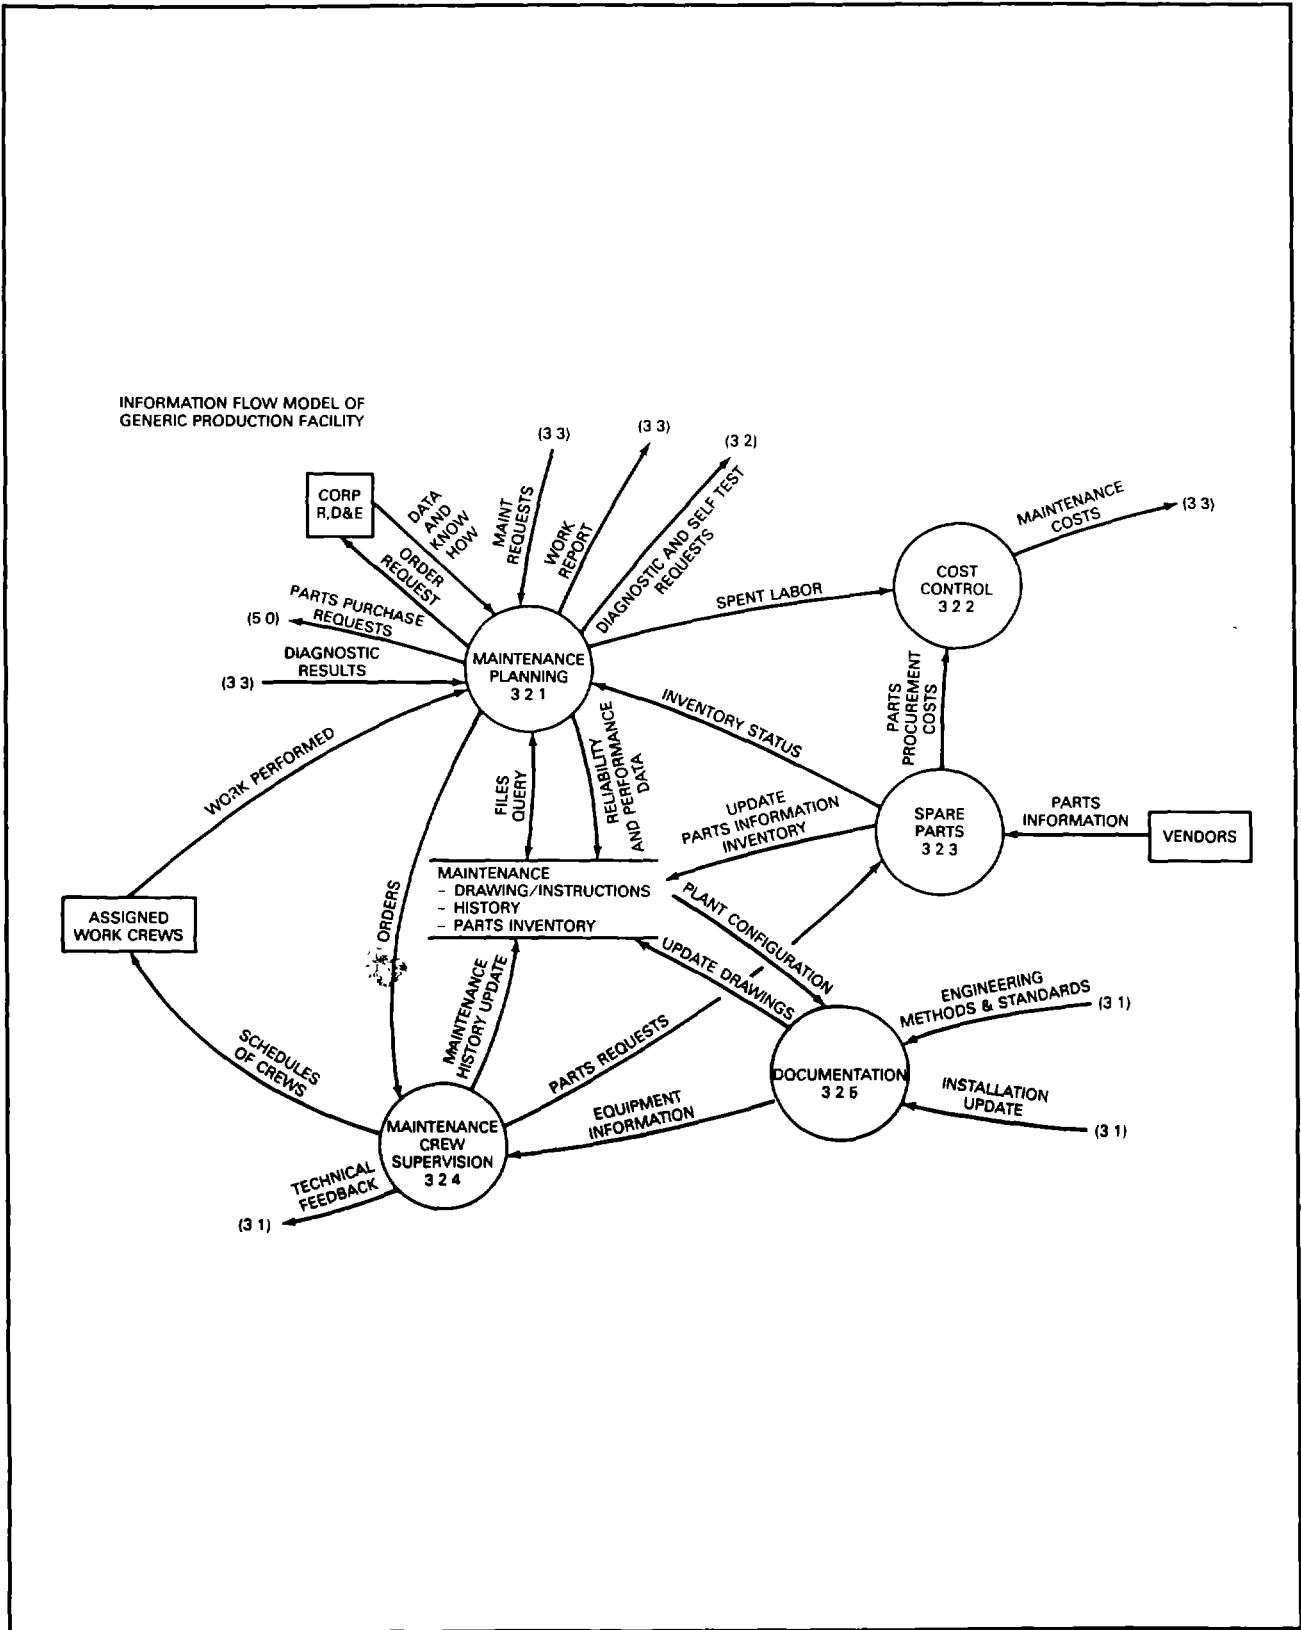 INFORMATION FLOW MODEL OF
GENERIC PRODUCTION FACILITY
(3 3)
(3 3)
(3 2)
CORP
R,D&E
DATA
AND
KNOW
HOW
ORDER
REQUEST
MAINT
REQUESTS
WORK
REPORT
DIAGNOSTIC AND SELF TEST
REQUESTS
MAINTENANCE
COSTS
(3 3)
COST
CONTROL
3 2 2
SPENT LABOR
PARTS PURCHASE
REQUESTS
(5 0)
DIAGNOSTIC
RESULTS
(3 3)
MAINTENANCE
PLANNING
3 2 1
INVENTORY STATUS
PARTS
PROCUREMENT
COSTS
WORK PERFORMED
FILES
QUERY
RELIABILITY
AND PERFORMANCE
DATA
UPDATE
PARTS INFORMATION
INVENTORY
SPARE
PARTS
3 2 3
PARTS
INFORMATION
VENDORS
MAINTENANCE
- DRAWING/INSTRUCTIONS
- HISTORY
- PARTS INVENTORY
ASSIGNED
WORK CREWS
ORDERS
PLANT CONFIGURATION
UPDATE DRAWINGS
MAINTENANCE
HISTORY UPDATE
PARTS REQUESTS
ENGINEERING
METHODS & STANDARDS
(3 1)
SCHEDULES
OF CREWS
DOCUMENTATION
3 2 5
EQUIPMENT
INFORMATION
INSTALLATION
UPDATE
(3 1)
MAINTENANCE
CREW
SUPERVISION
3 2 4
TECHNICAL
FEEDBACK
(3 1)